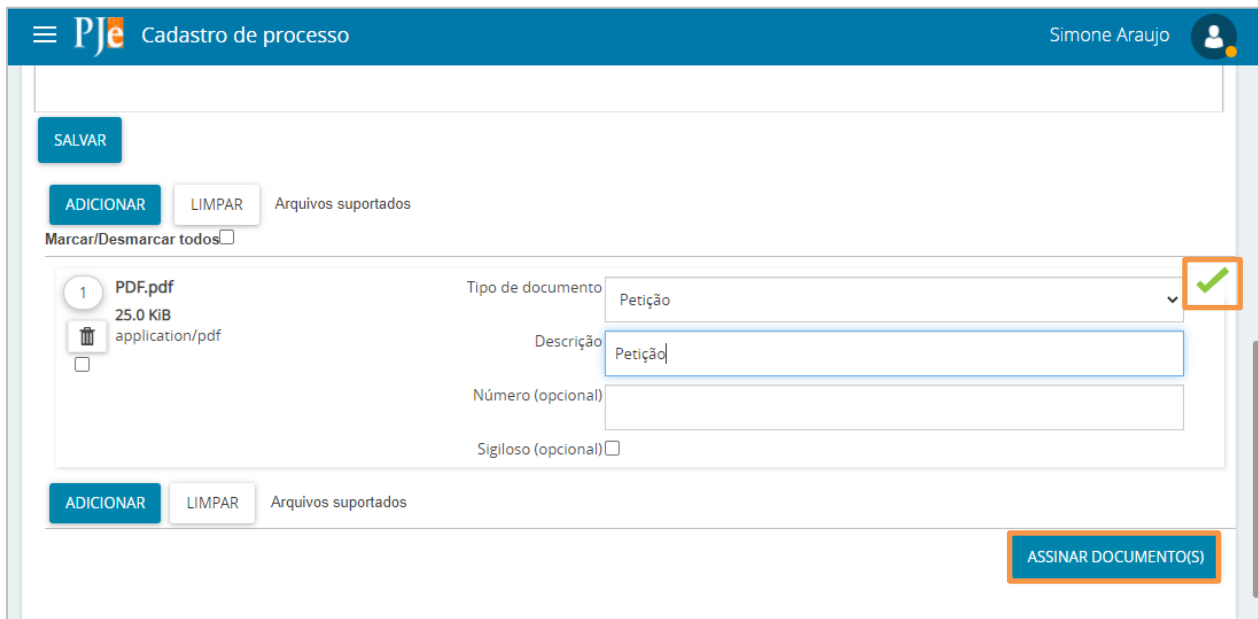 PJe Cadastro de processo Simone Araujo
SALVAR
ADICIONAR LIMPAR Arquivos suportados
Marcar/Desmarcar todos
1 PDF.pdf Tipo de documento Petição
25.0 KiB
application/pdf Descrição Petição
Número (opcional)
Sigiloso (opcional)
ADICIONAR LIMPAR Arquivos suportados
ASSINAR DOCUMENTO(S)